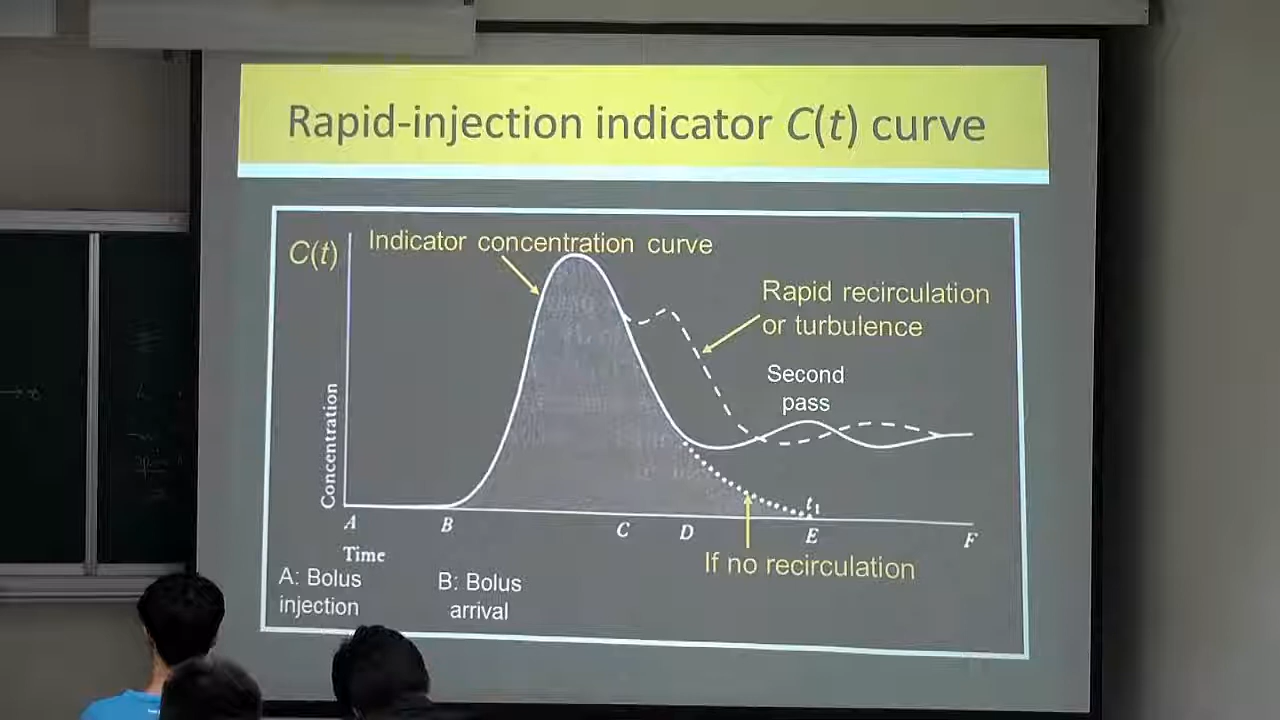 Rapid-injection indicator C(t) curve
C(t)
Indicator concentration curve
Rapid recirculation
or turbulence
Second
pass
Concentration
t1
A
B
C
D
E
F
Time
If no recirculation
A: Bolus
injection
B: Bolus
arrival